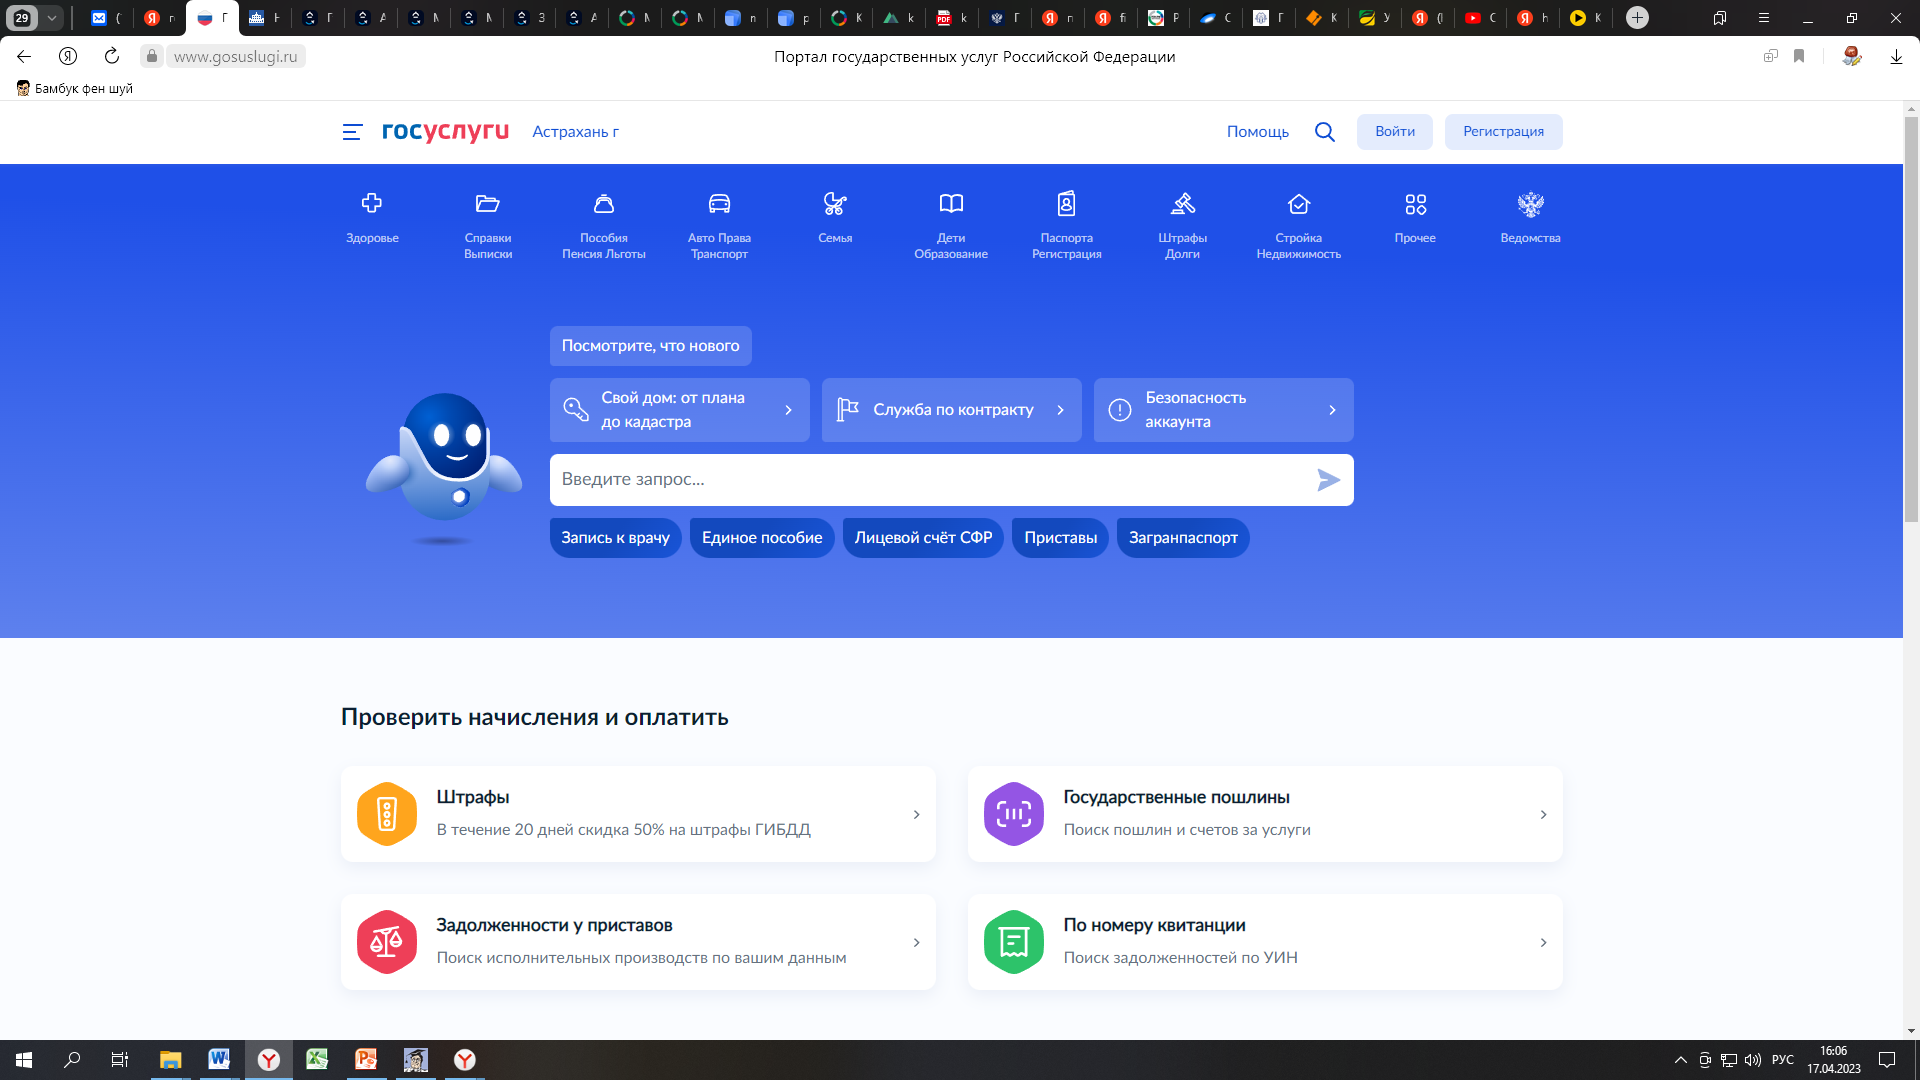 29
www.gosuslugi.ru
Портал государственных услуг Российской Федерации
Бамбук фен шуй
госуслуги
Астрахань г
Помощь
Войти
Регистрация
Здоровье
Справки
Выписки
Пособия
Пенсия Льготы
Авто Права
Транспорт
Семья
Дети
Образование
Паспорта
Регистрация
Штрафы
Долги
Стройка
Недвижимость
Прочее
Ведомства
Посмотрите, что нового
Свой дом: от плана
до кадастра
Служба по контракту
Безопасность
аккаунта
Введите запрос...
Запись к врачу
Единое пособие
Лицевой счёт СФР
Приставы
Загранпаспорт
Проверить начисления и оплатить
Штрафы
В течение 20 дней скидка 50% на штрафы ГИБДД
Государственные пошлины
Поиск пошлин и счетов за услуги
Задолженности у приставов
Поиск исполнительных производств по вашим данным
По номеру квитанции
Поиск задолженностей по УИН
РУС
16:06
17.04.2023